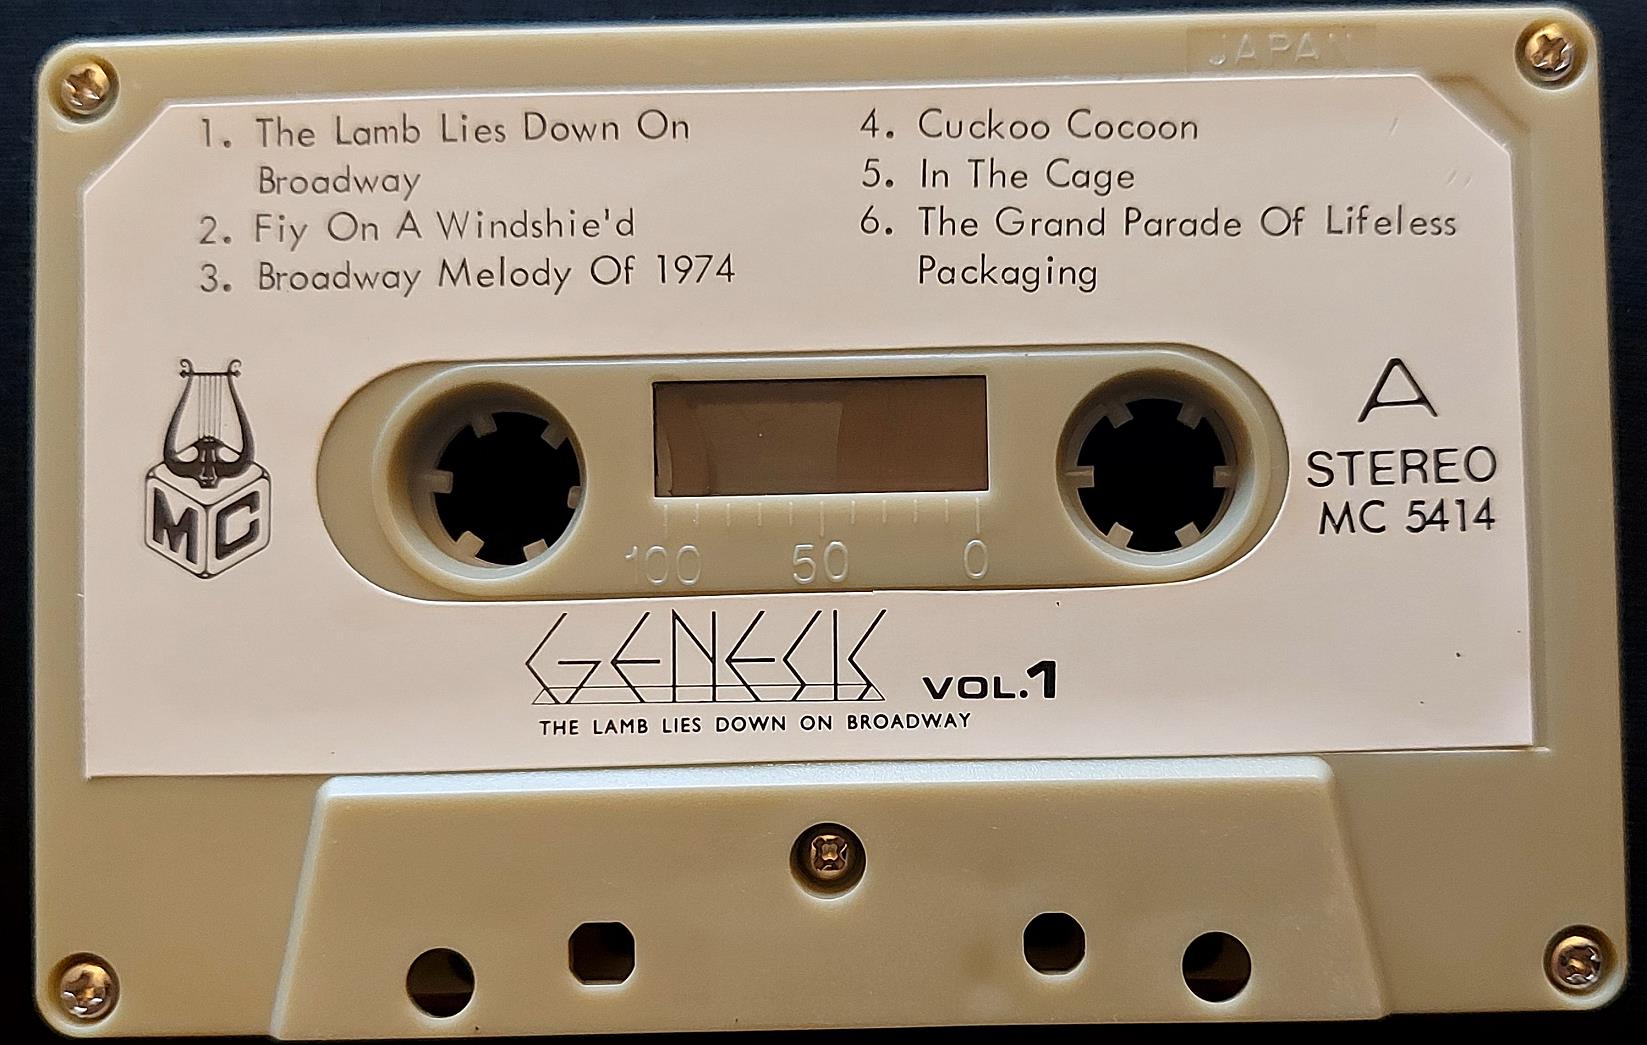 JAPAN
1. The Lamb Lies Down On
Broadway
2. Fiy On A Windshie'd
3. Broadway Melody Of 1974
4. Cuckoo Cocoon
5. In The Cage
6. The Grand Parade Of Lifeless
Packaging
MC
A
STEREO
MC 5414
100 50 0
GENESIS VOL.1
THE LAMB LIES DOWN ON BROADWAY